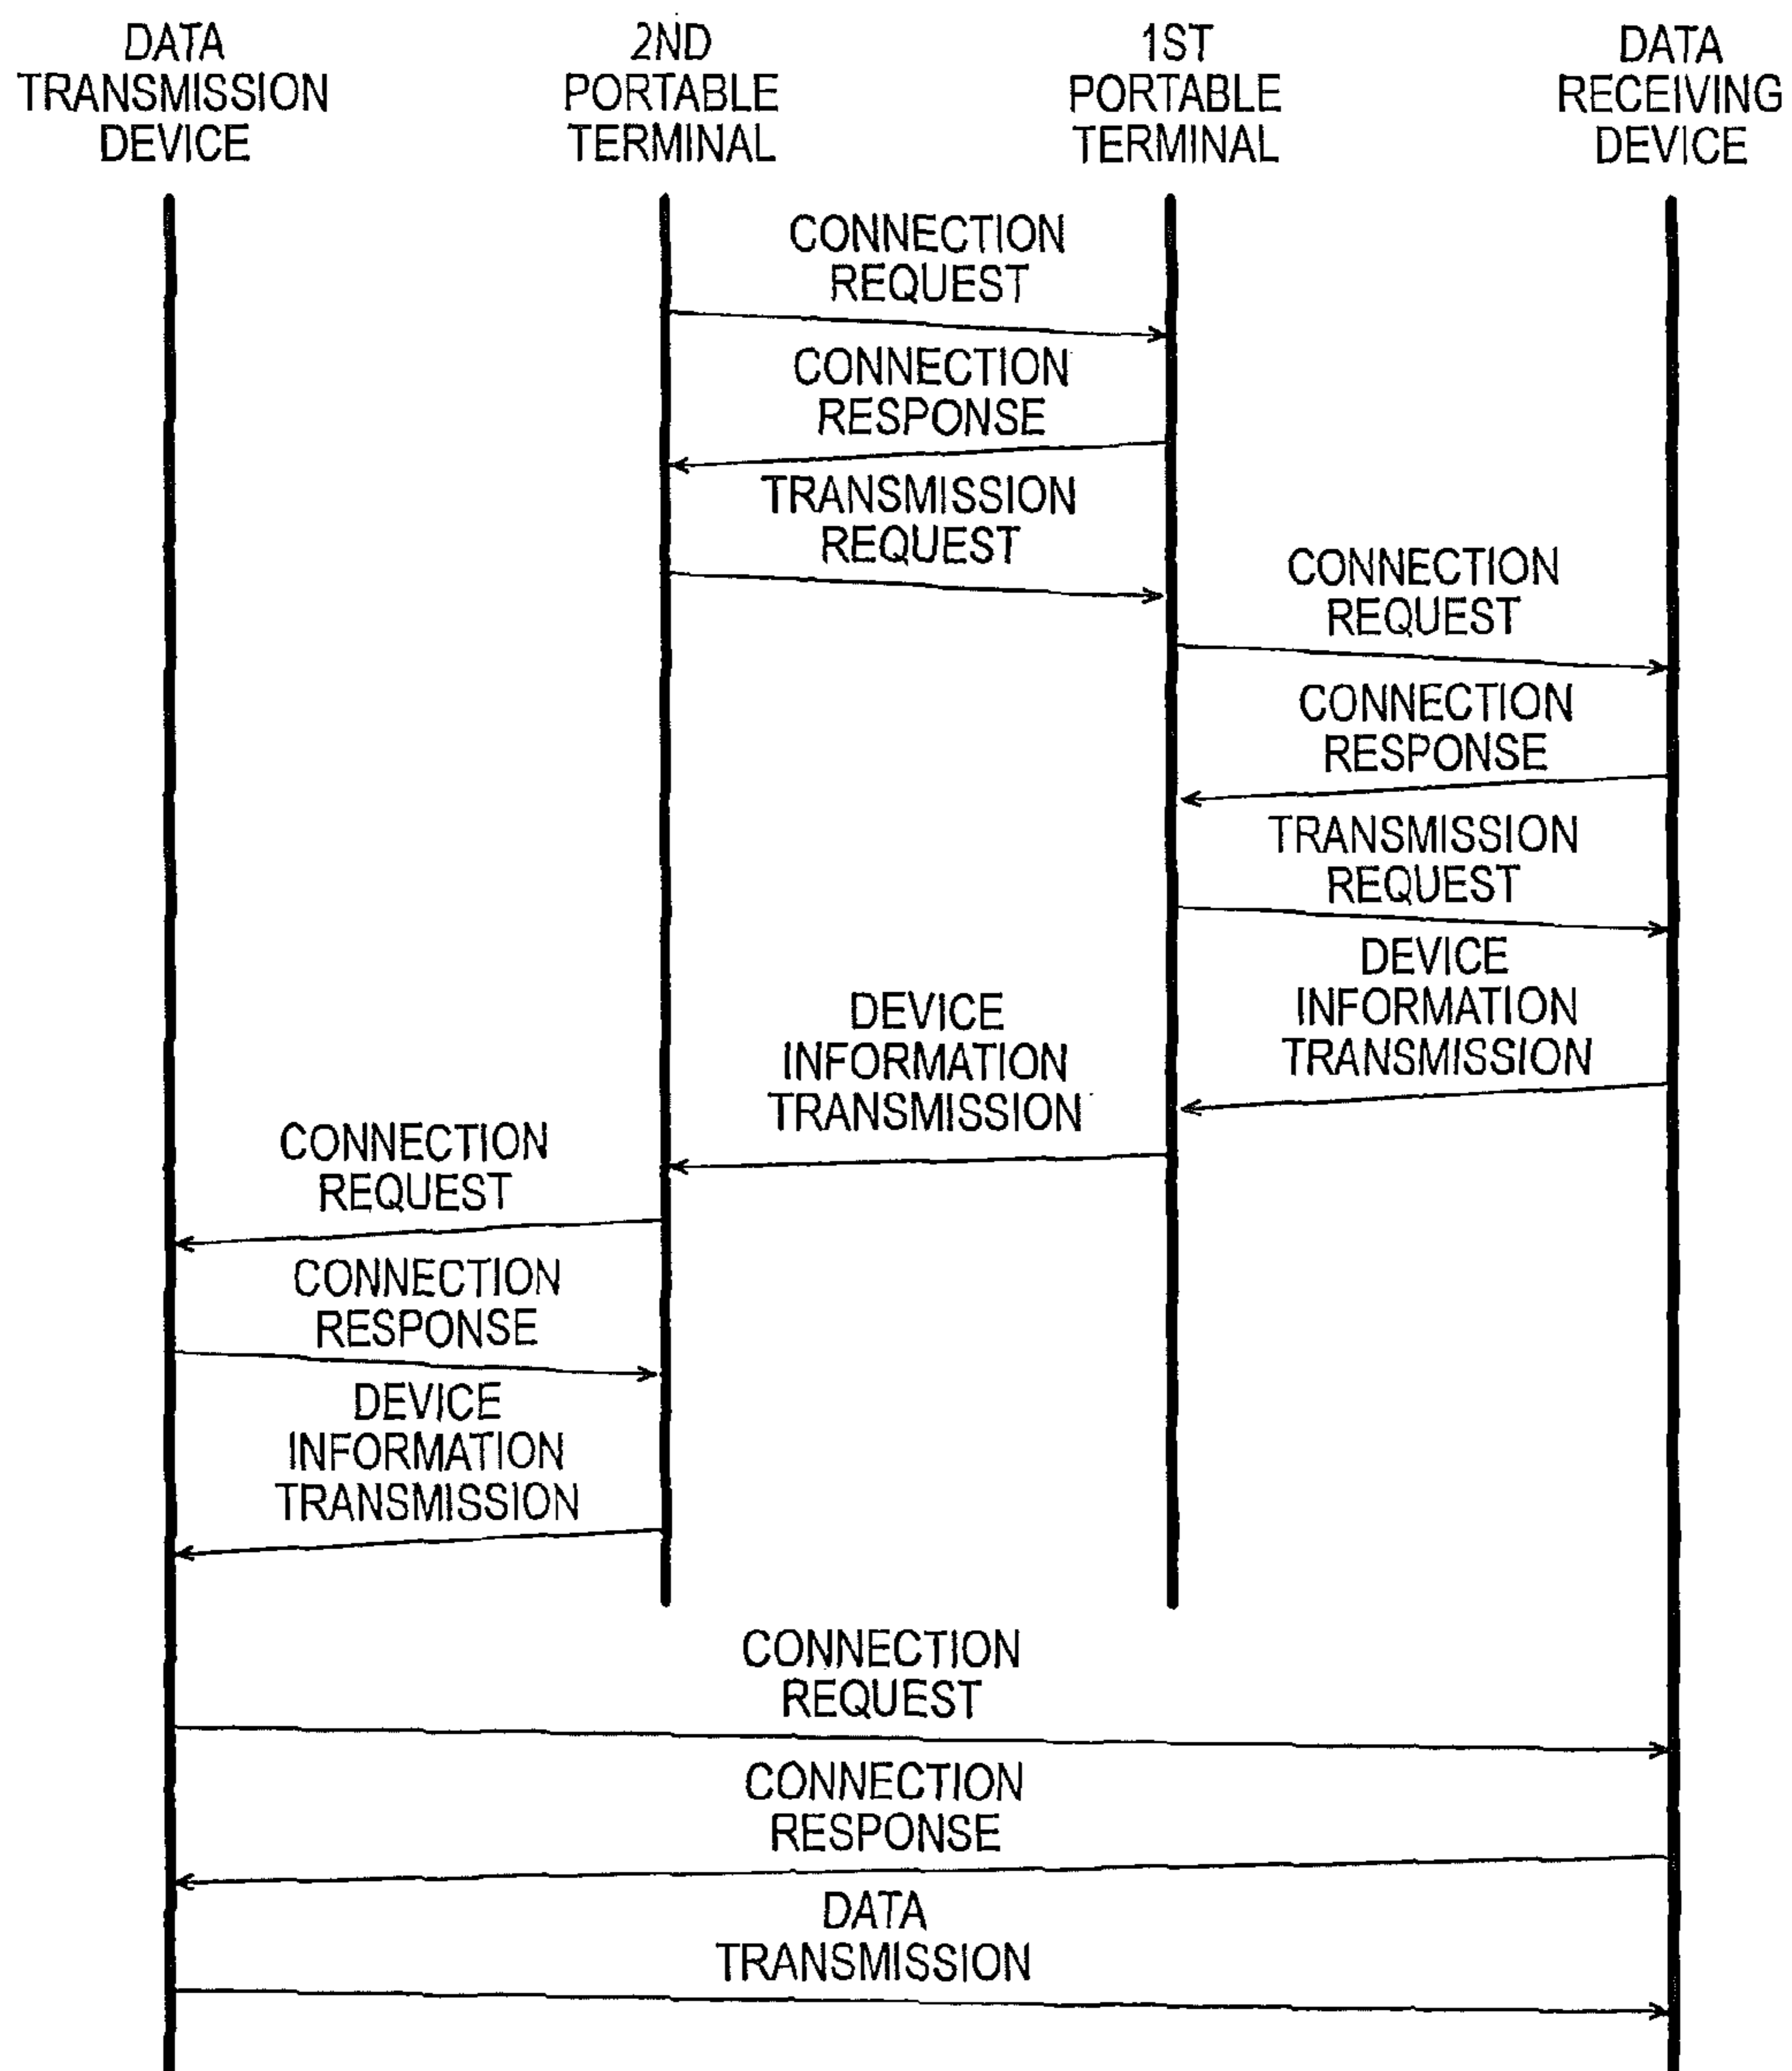 DATA
TRANSMISSION
DEVICE
2ND
PORTABLE
TERMINAL
1ST
PORTABLE
TERMINAL
DATA
RECEIVING
DEVICE
CONNECTION
REQUEST
CONNECTION
RESPONSE
TRANSMISSION
REQUEST
CONNECTION
REQUEST
CONNECTION
RESPONSE
TRANSMISSION
REQUEST
DEVICE
INFORMATION
TRANSMISSION
DEVICE
INFORMATION
TRANSMISSION
CONNECTION
REQUEST
CONNECTION
RESPONSE
DEVICE
INFORMATION
TRANSMISSION
CONNECTION
REQUEST
CONNECTION
RESPONSE
DATA
TRANSMISSION